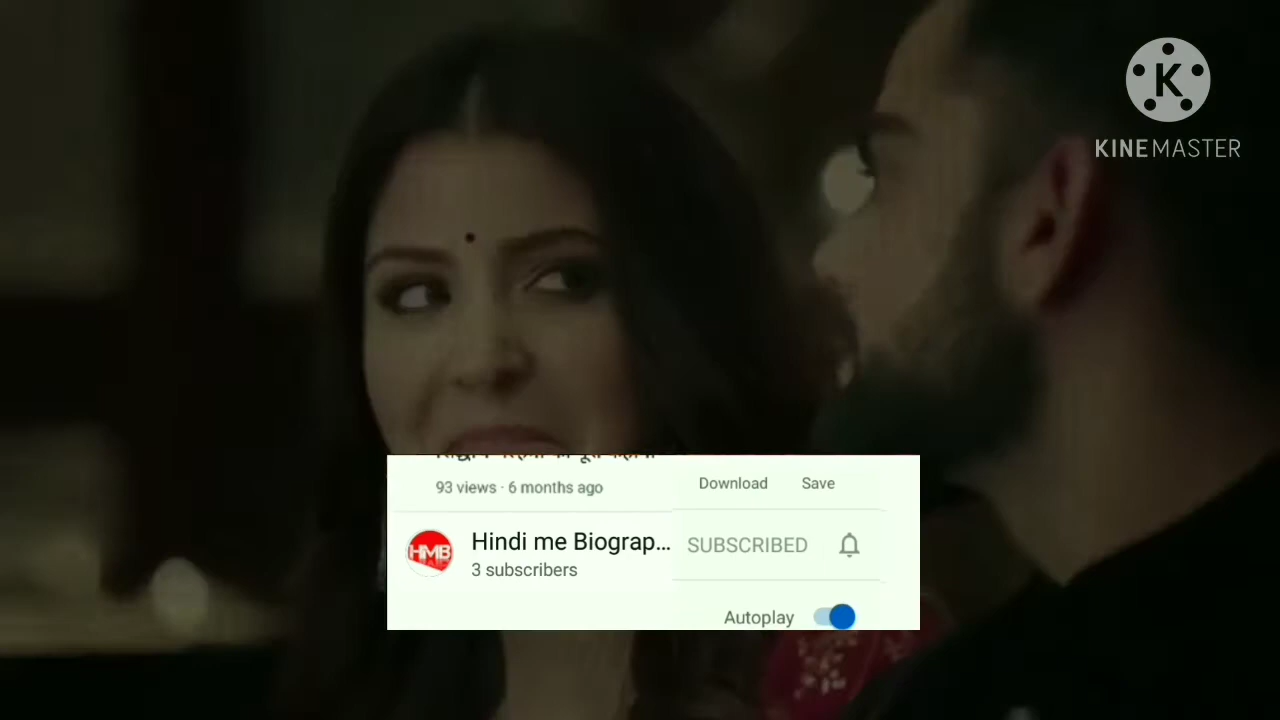 K
KINEMASTER
93 views · 6 months ago
Download
Save
HMB
Hindi me Biograp...
3 subscribers
SUBSCRIBED
Autoplay